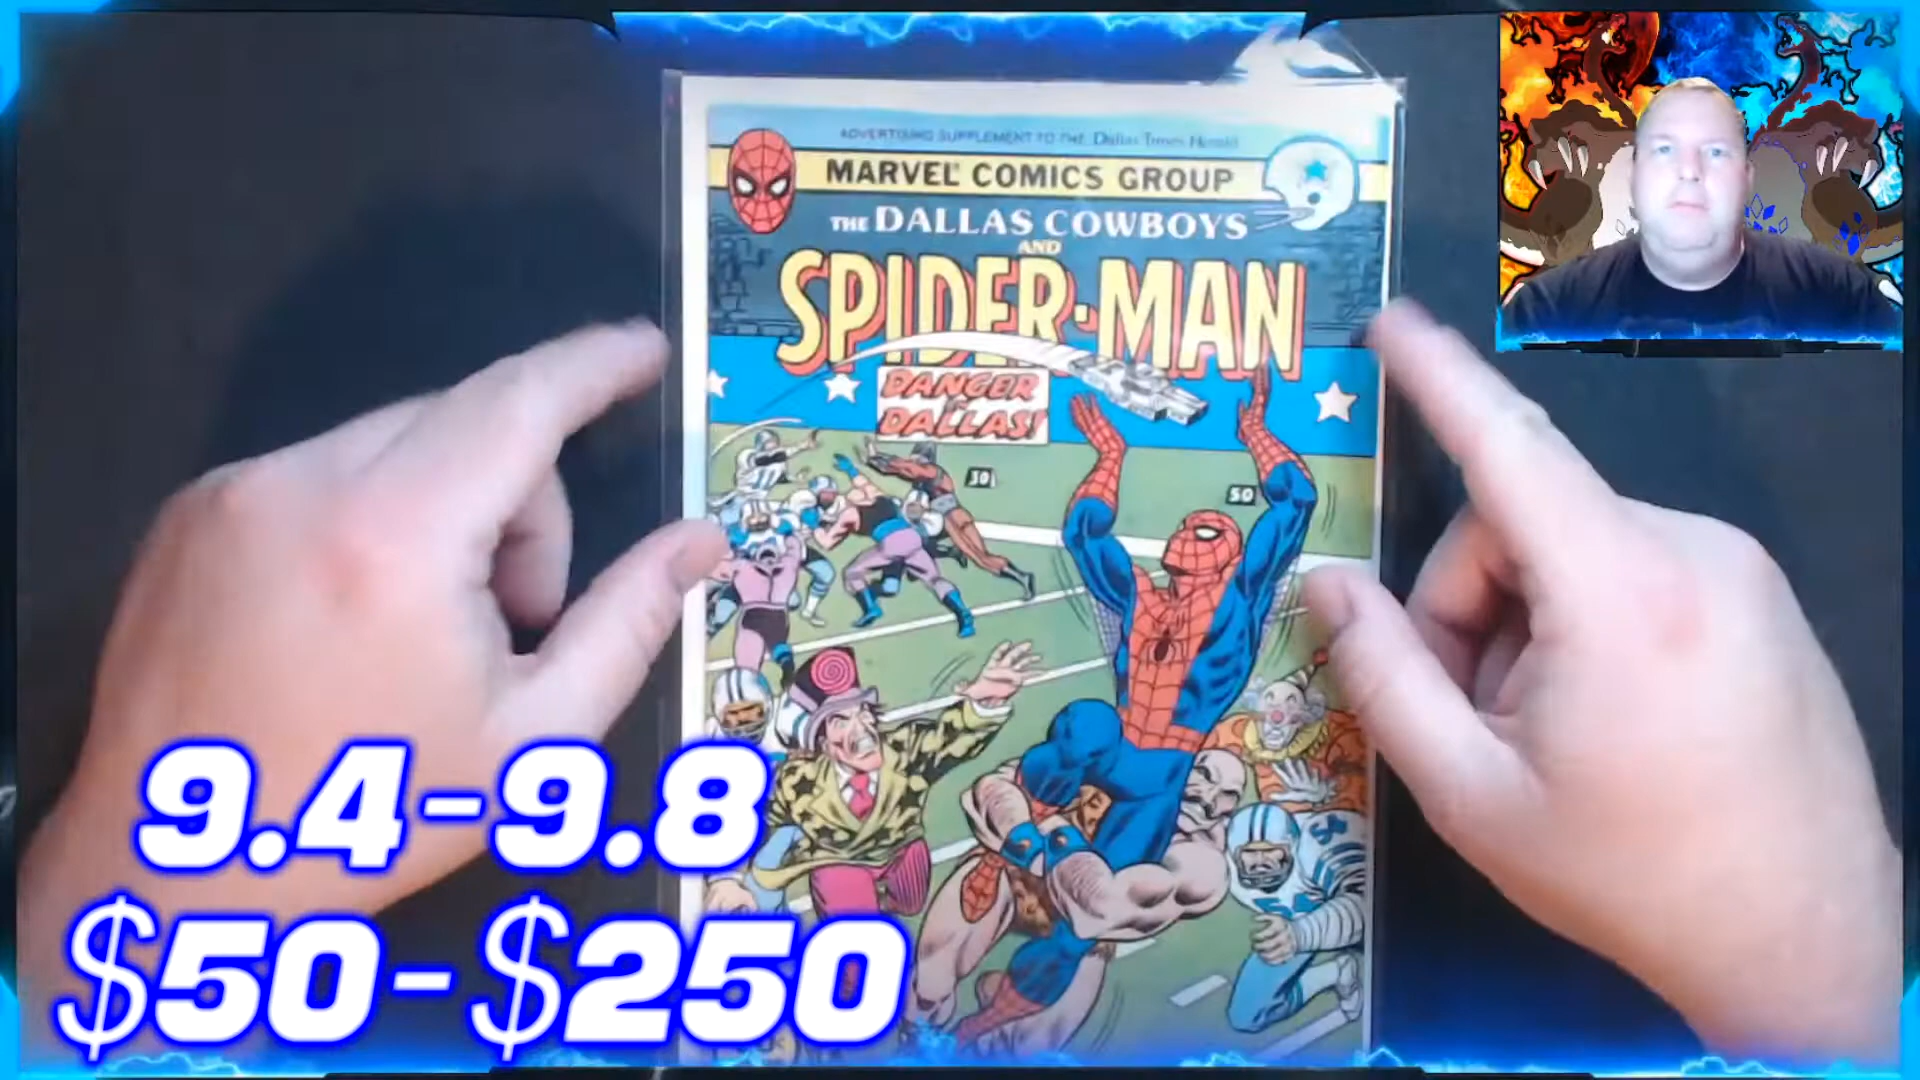 ADVERTISING SUPPLEMENT TO THE Dallas Times Herald
MARVEL COMICS GROUP
THE DALLAS COWBOYS
AND
SPIDER-MAN
DANGER
IN
DALLAS!
30
50
54
9.4-9.8
$50-$250